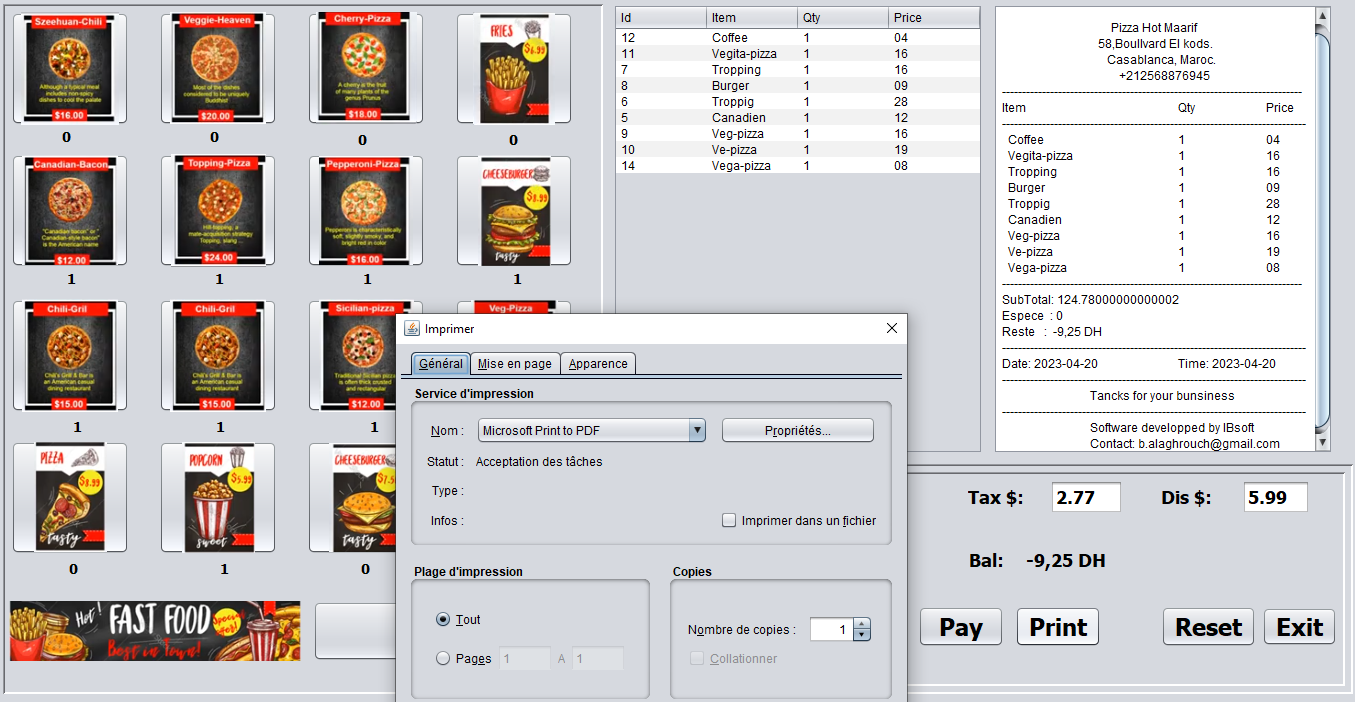 Szeehuan-Chili
Although a typical meal
includes non-spicy
dishes to cool the palate
$16.00
0
Veggie-Heaven
Most of the dishes
considered to be uniquely
Buddhist'
$20.00
0
Cherry-Pizza
A cherry is the fruit
of many plants of the
genus Prunus
$18.00
0
FRIES
$6.99
0
Canadian-Bacon
"Canadian bacon" or "
Canadian-style bacon"
is the American name
$12.00
1
Topping-Pizza
Hill-topping, a
mate-acquisition strategy
Topping, slang ...
$24.00
1
Pepperoni-Pizza
Pepperoni is characteristically
soft, slightly smoky, and
bright red in color
$16.00
1
CHEESEBURGER
$8.99
tasty
1
Chili-Gril
Chili's Grill & Bar is
an American casual
dining restaurant
$15.00
1
Chili-Gril
Chili's Grill & Bar is
an American casual
dining restaurant
$15.00
1
Sicilian-pizza
Traditional Sicilian pizza
is often thick crusted
and rectangular
$12.00
1
Veg-Pizza
PIZZA
$8.99
tasty
0
POPCORN
$5.99
sweet
1
CHEESEBURGER
$7.5
tasty
0
Hot! FAST FOOD
Special
Best in Town!
Id Item Qty Price
12 Coffee 1 04
11 Vegita-pizza 1 16
7 Tropping 1 16
8 Burger 1 09
6 Troppig 1 28
5 Canadien 1 12
9 Veg-pizza 1 16
10 Ve-pizza 1 19
14 Vega-pizza 1 08
Pizza Hot Maarif
58,Boullvard El kods.
Casablanca, Maroc.
+212568876945
Item Qty Price
Coffee 1 04
Vegita-pizza 1 16
Tropping 1 16
Burger 1 09
Troppig 1 28
Canadien 1 12
Veg-pizza 1 16
Ve-pizza 1 19
Vega-pizza 1 08
SubTotal: 124.78000000000002
Espece : 0
Reste : -9,25 DH
Date: 2023-04-20 Time: 2023-04-20
Tancks for your bunsiness
Software developped by IBsoft
Contact: b.alaghrouch@gmail.com
Imprimer
Général Mise en page Apparence
Service d'impression
Nom : Microsoft Print to PDF Propriétés...
Statut : Acceptation des tâches
Type :
Infos : Imprimer dans un fichier
Plage d'impression
Tout
Pages 1 A 1
Copies
Nombre de copies : 1
Collationner
Tax $: 2.77 Dis $: 5.99
Bal: -9,25 DH
Pay Print Reset Exit